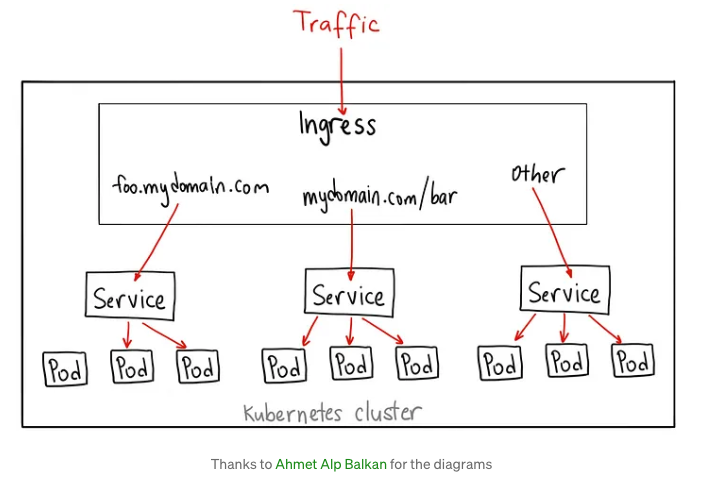 Traffic
Ingress
foo.mydomain.com
mydomain.com/bar
Other
Service
Service
Service
Pod
Pod
Pod
Pod
Pod
Pod
Pod
Pod
Pod
Kubernetes cluster
Thanks to Ahmet Alp Balkan for the diagrams